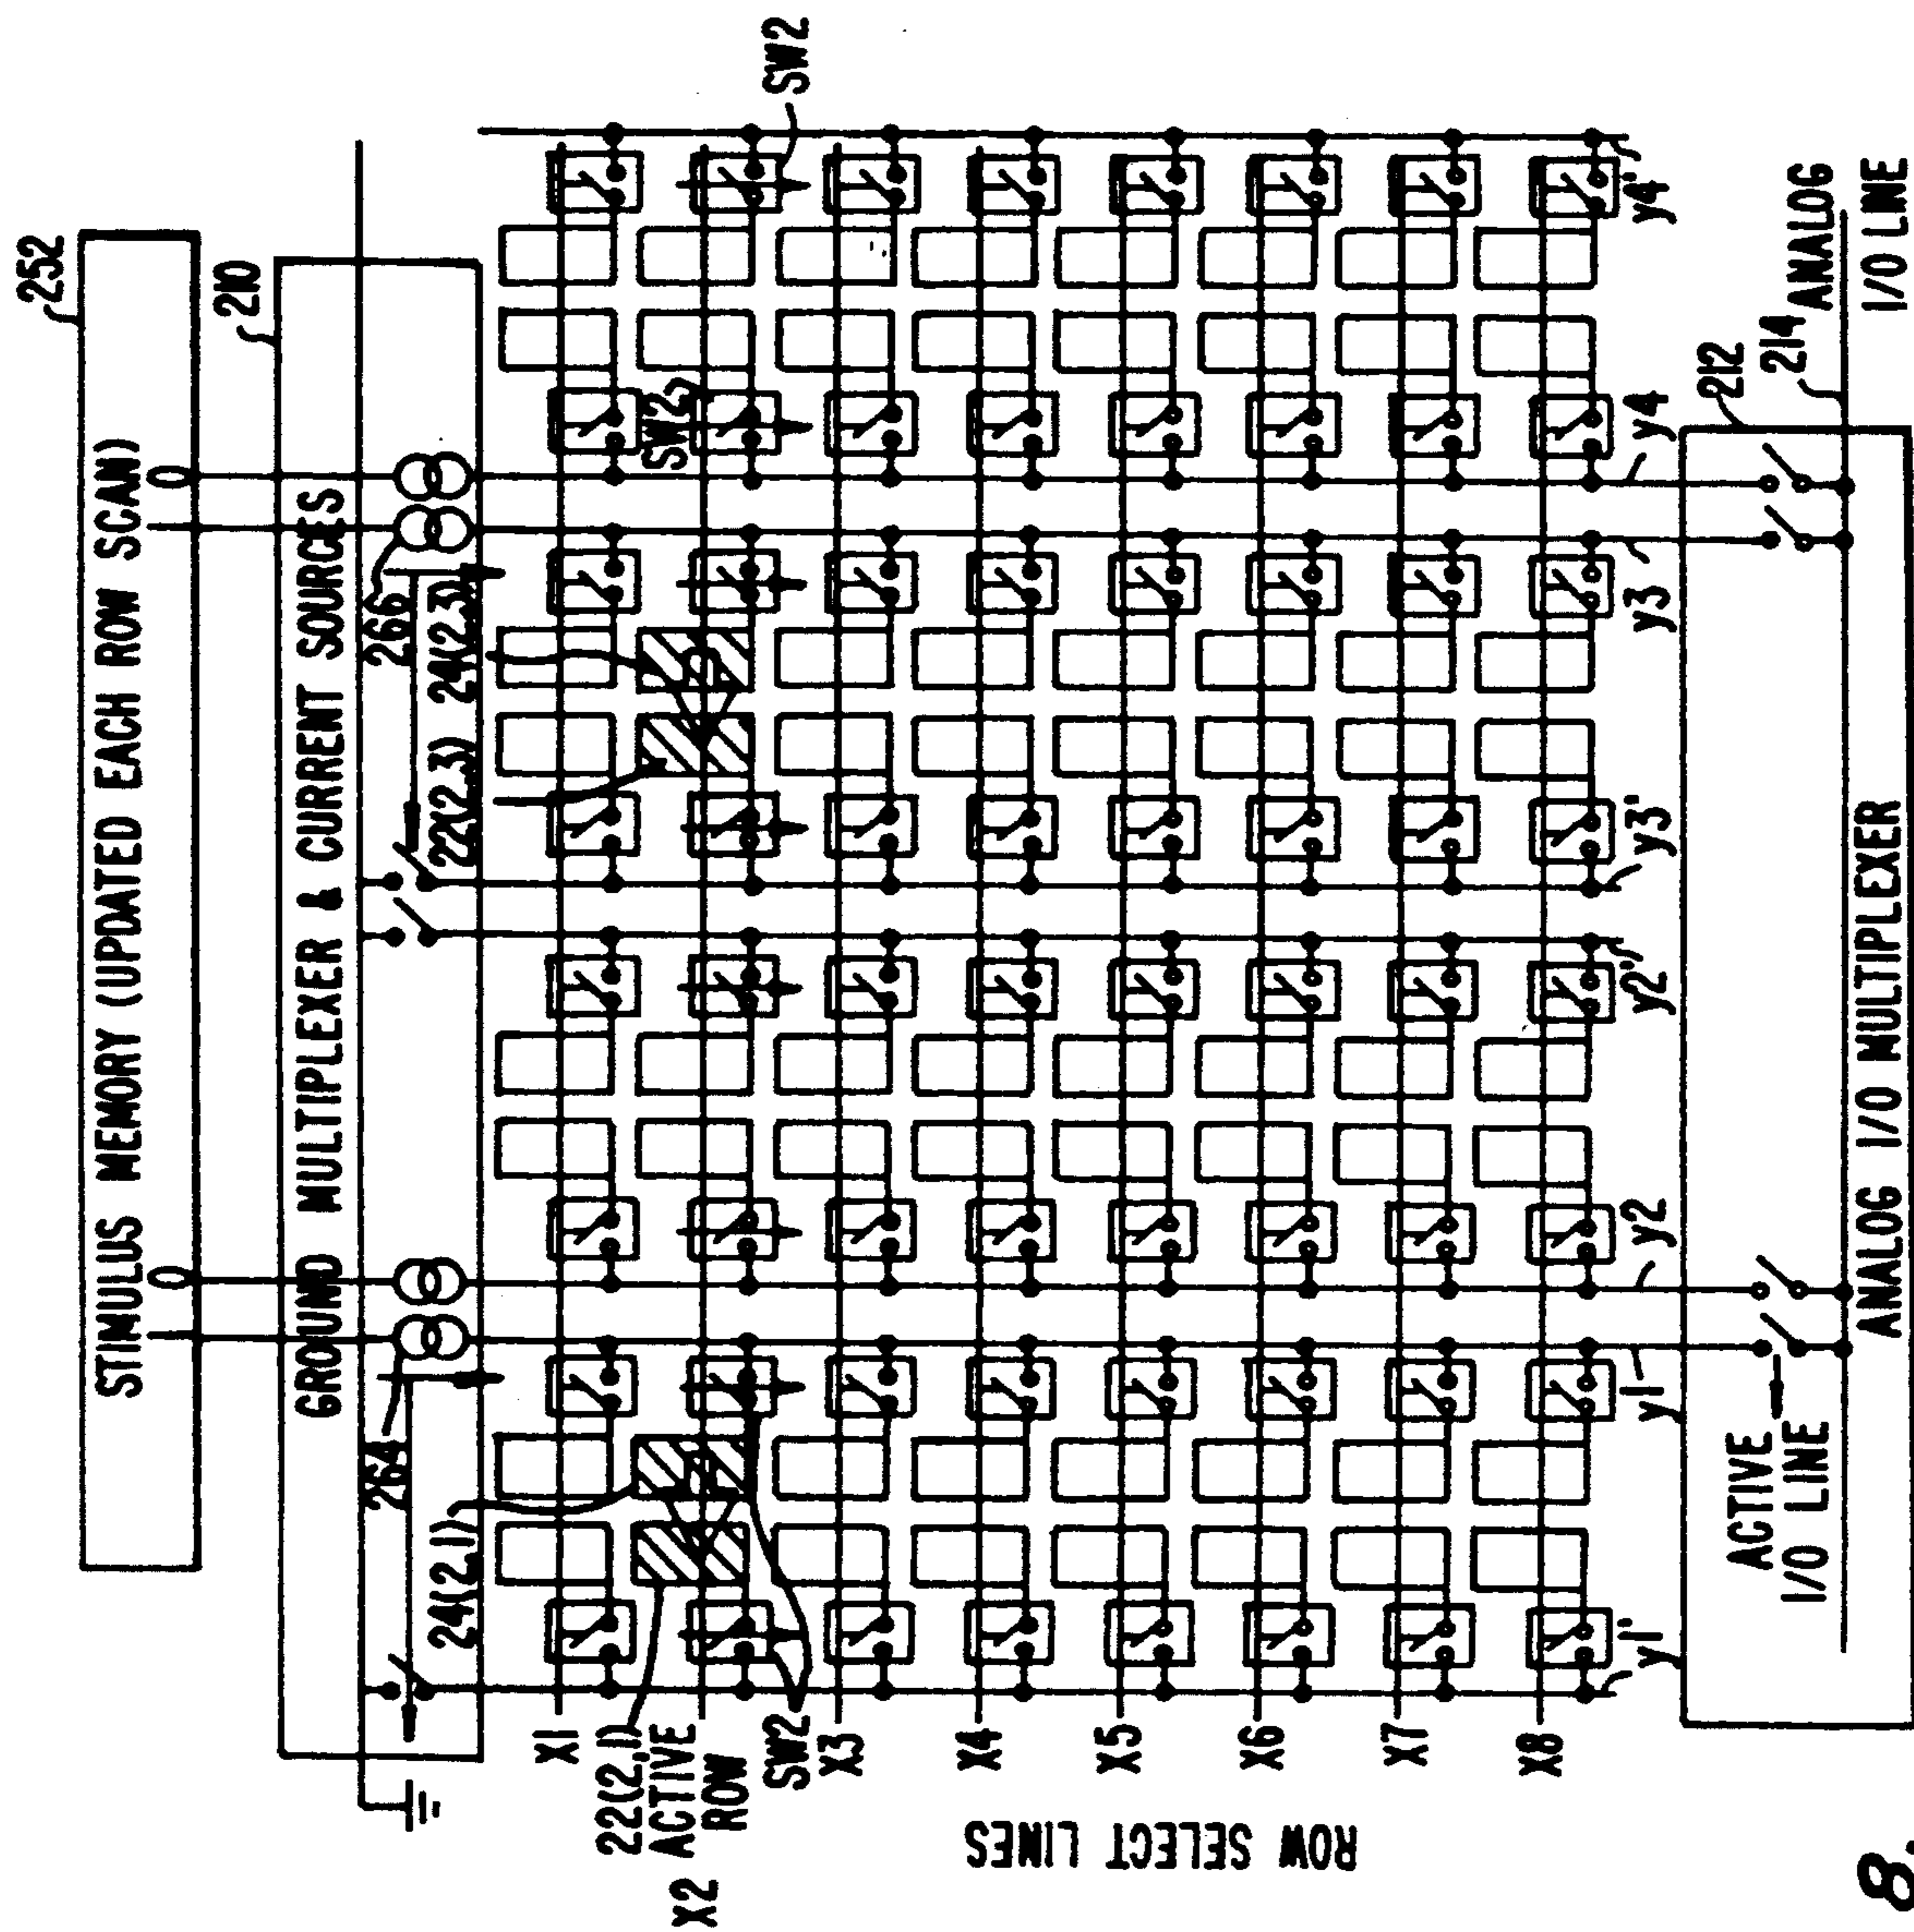 252
STIMULUS MEMORY (UPDATED EACH ROW SCAN)
0
0
210
GROUND MULTIPLEXER & CURRENT SOURCES
264
266
24(2,1)
22(2,3)
24(2,3)
X1
22(2,1)
X2 ACTIVE
ROW
SW2
SW2
SW2
X3
X4
X5
X6
X7
X8
ROW SELECT LINES
y1'
y1
y2
y2'
y3'
y3
y4
y4'
212
214
ANALOG
I/O LINE
ACTIVE
I/O LINE
ANALOG I/O MULTIPLEXER
8.